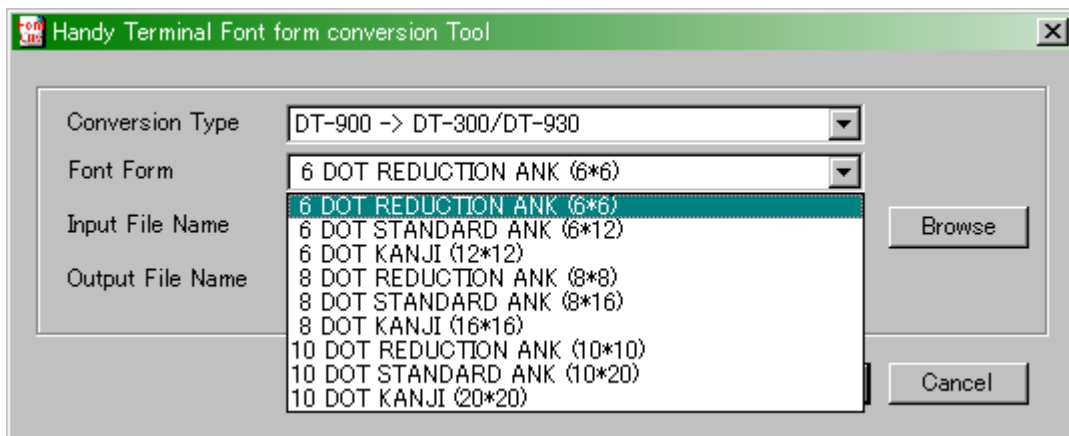 Handy Terminal Font form conversion Tool
Conversion Type DT-900 -> DT-300/DT-930
Font Form 6 DOT REDUCTION ANK (6*6)
6 DOT REDUCTION ANK (6*6)
Input File Name 6 DOT STANDARD ANK (6*12) Browse
6 DOT KANJI (12*12)
Output File Name 8 DOT REDUCTION ANK (8*8)
8 DOT STANDARD ANK (8*16)
8 DOT KANJI (16*16)
10 DOT REDUCTION ANK (10*10)
10 DOT STANDARD ANK (10*20) Cancel
10 DOT KANJI (20*20)